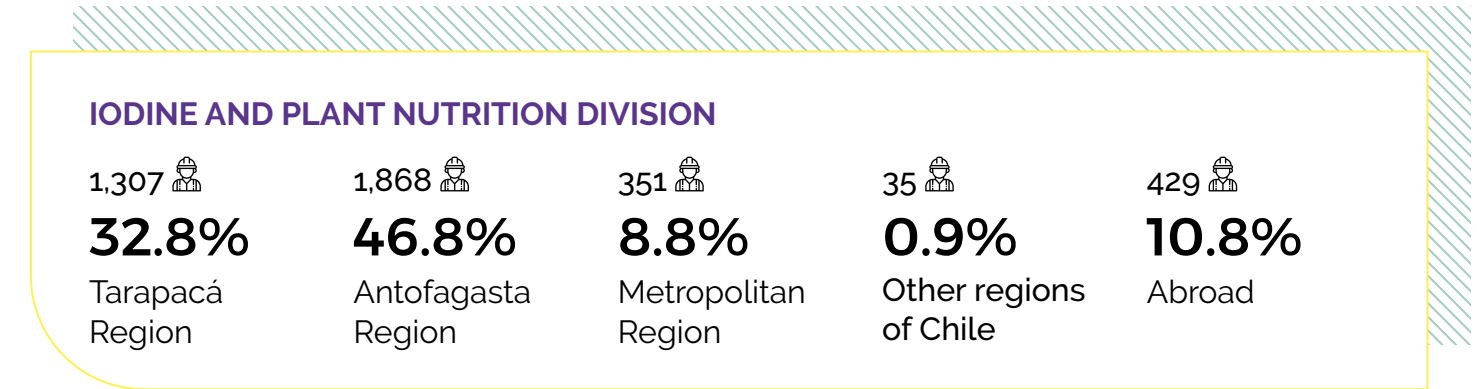 IODINE AND PLANT NUTRITION DIVISION
1,307
32.8%
Tarapacá
Region
1,868
46.8%
Antofagasta
Region
351
8.8%
Metropolitan
Region
35
0.9%
Other regions
of Chile
429
10.8%
Abroad